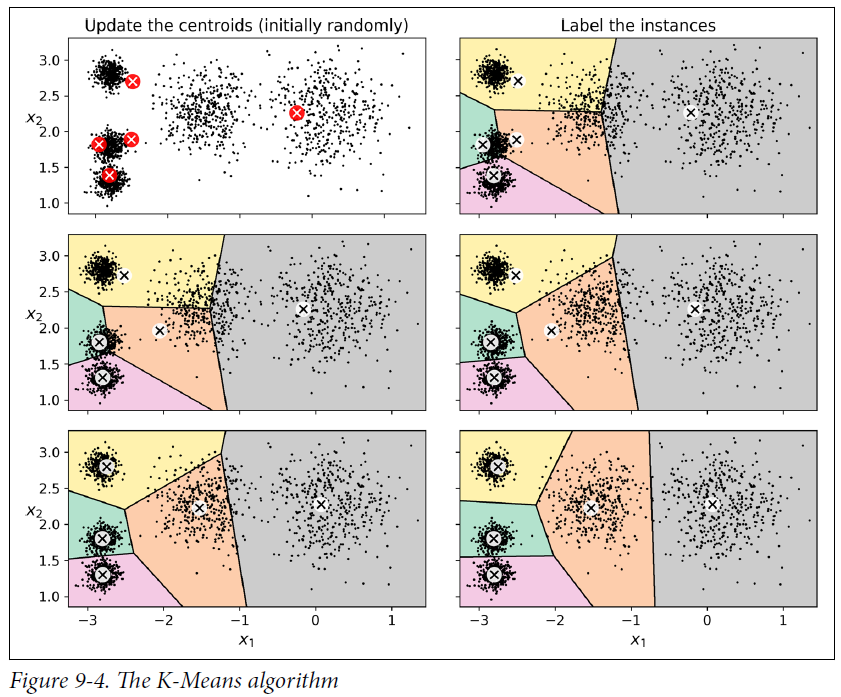 Update the centroids (initially randomly)
Label the instances
3.0
2.5
x2
2.0
1.5
1.0
3.0
2.5
x2
2.0
1.5
1.0
3.0
2.5
x2
2.0
1.5
1.0
−3 −2 −1 0 1
−3 −2 −1 0 1
x1
x1
Figure 9-4. The K-Means algorithm